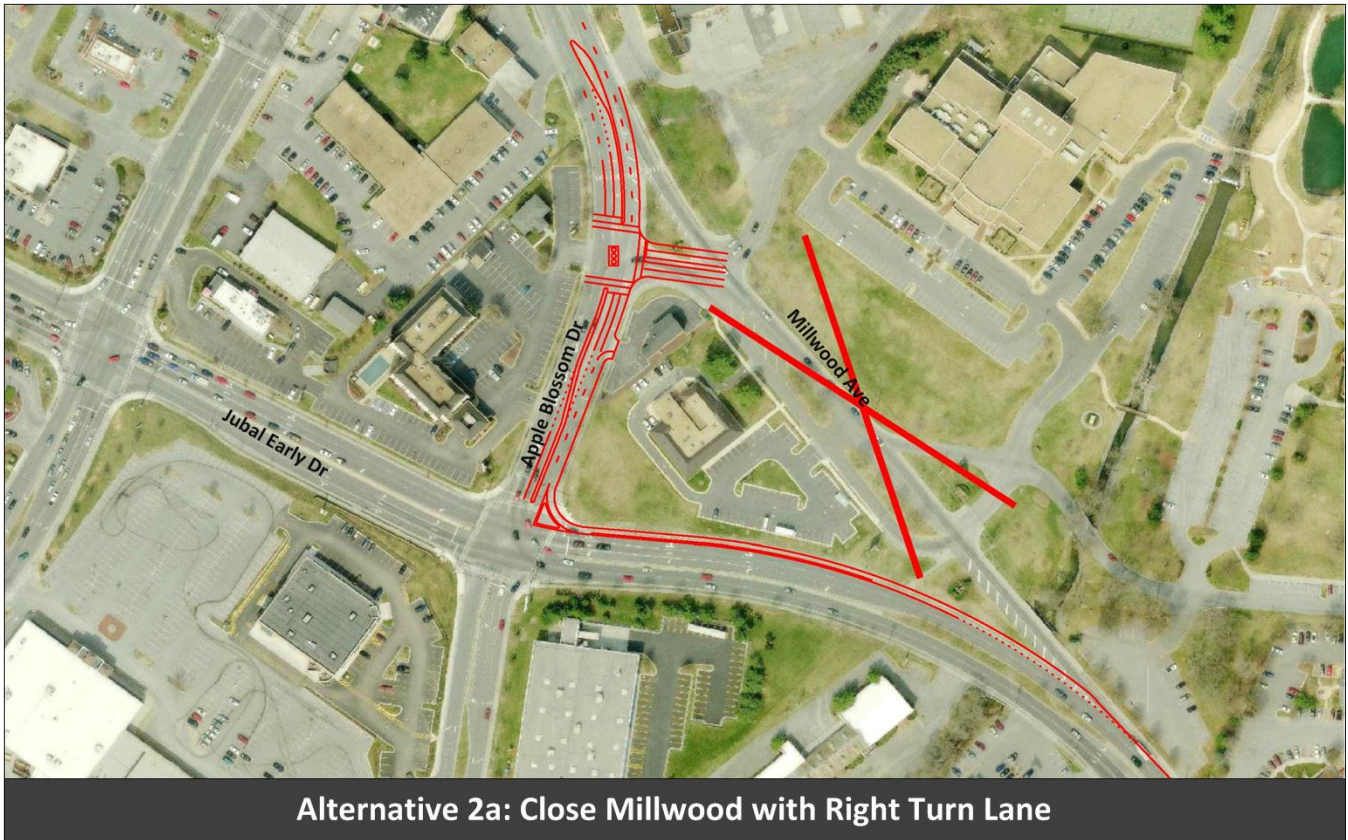 Millwood Ave
Apple Blossom Dr
Jubal Early Dr
Alternative 2a: Close Millwood with Right Turn Lane